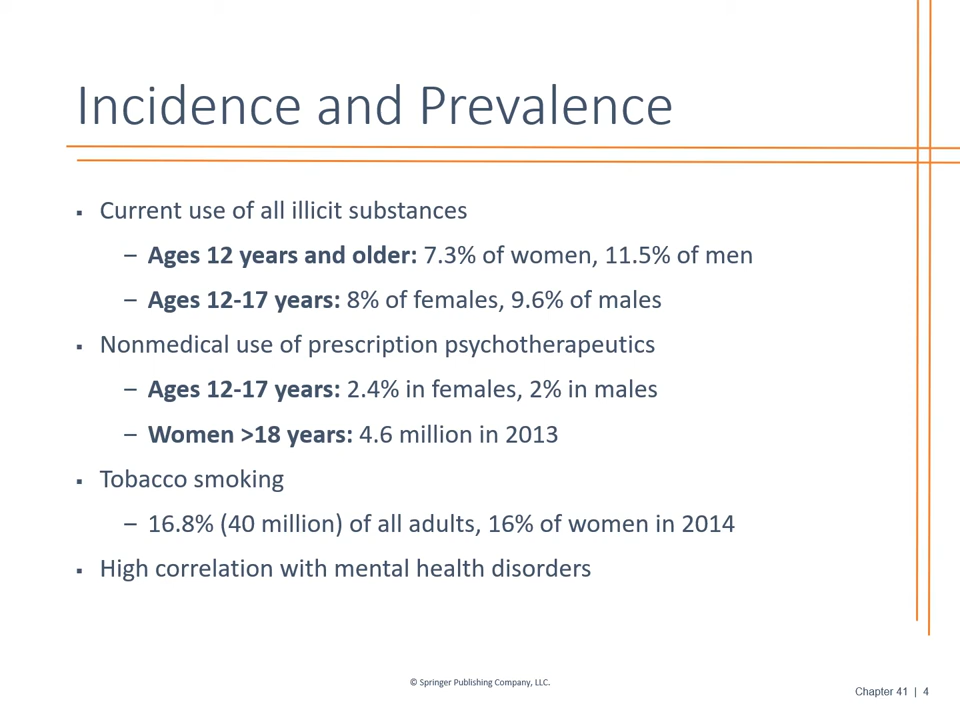 Incidence and Prevalence
▪ Current use of all illicit substances
– Ages 12 years and older: 7.3% of women, 11.5% of men
– Ages 12-17 years: 8% of females, 9.6% of males
▪ Nonmedical use of prescription psychotherapeutics
– Ages 12-17 years: 2.4% in females, 2% in males
– Women >18 years: 4.6 million in 2013
▪ Tobacco smoking
– 16.8% (40 million) of all adults, 16% of women in 2014
▪ High correlation with mental health disorders
© Springer Publishing Company, LLC.
Chapter 41 | 4